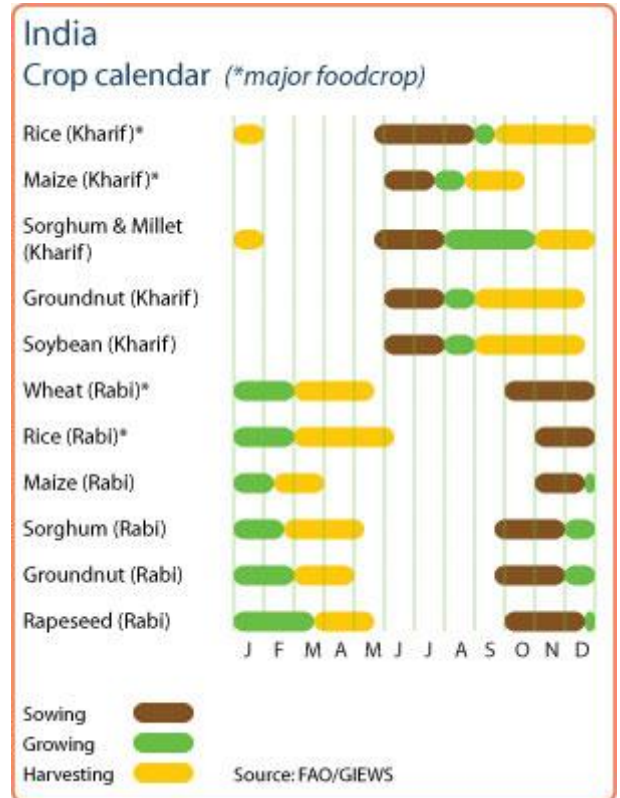 India
Crop calendar (*major foodcrop)
Rice (Kharif)*
Maize (Kharif)*
Sorghum & Millet
(Kharif)
Groundnut (Kharif)
Soybean (Kharif)
Wheat (Rabi)*
Rice (Rabi)*
Maize (Rabi)
Sorghum (Rabi)
Groundnut (Rabi)
Rapeseed (Rabi)
J F M A M J J A S O N D
Sowing
Growing
Harvesting Source: FAO/GIEWS